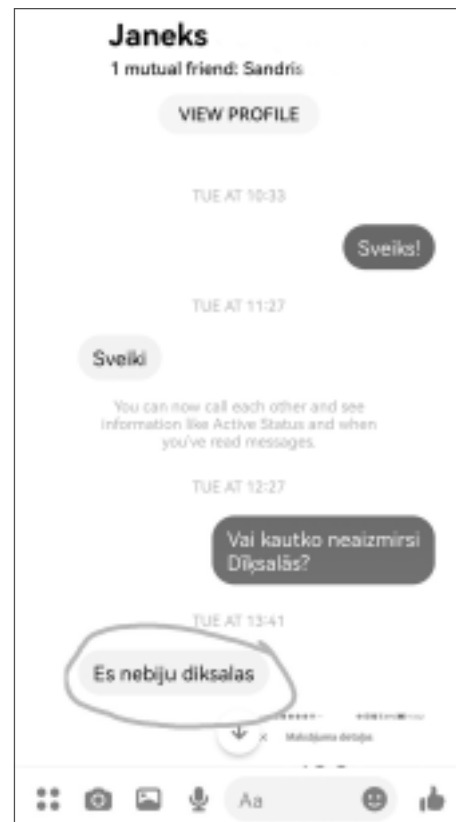 Janeks
1 mutual friend: Sandris
VIEW PROFILE
TUE AT 10:33
Sveiks!
TUE AT 11:27
Sveiki
You can now call each other and see
information like Active Status and when
you've read messages.
TUE AT 12:27
Vai kautko neaizmirsi
Dīķsalās?
TUE AT 13:41
Es nebiju diksalas
Maksājuma detaļas
Aa